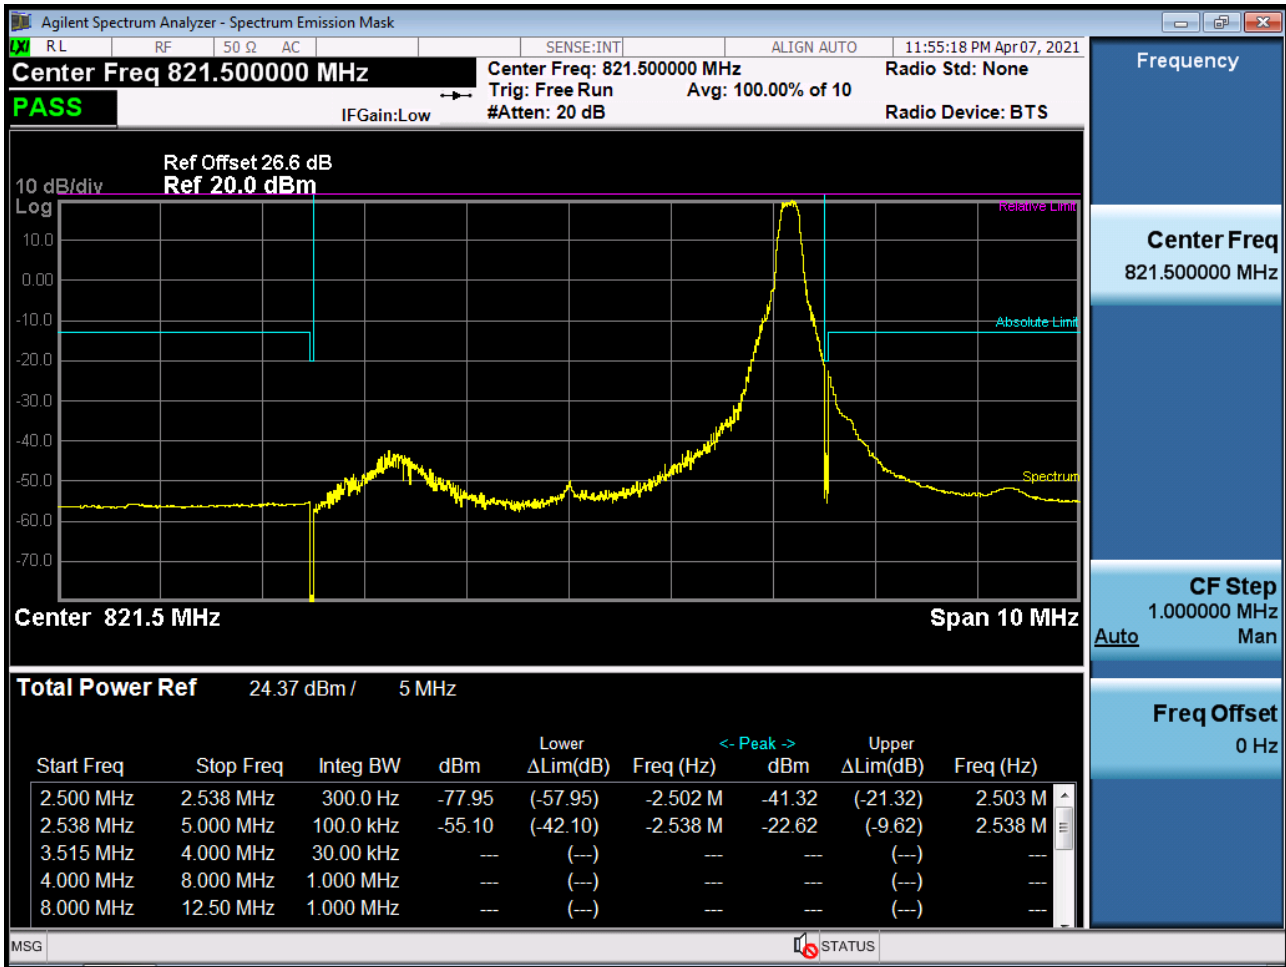 Agilent Spectrum Analyzer - Spectrum Emission Mask
LXI RL RF 50 Ω AC SENSE:INT ALIGN AUTO 11:55:18 PM Apr 07, 2021
Center Freq 821.500000 MHz
PASS
IFGain:Low
Center Freq: 821.500000 MHz
Trig: Free Run Avg: 100.00% of 10
#Atten: 20 dB
Radio Std: None
Radio Device: BTS
Frequency
Center Freq
821.500000 MHz
CF Step
1.000000 MHz
Auto Man
Freq Offset
0 Hz
Ref Offset 26.6 dB
10 dB/div Ref 20.0 dBm
Log
Relative Limit
10.0
0.00
-10.0
Absolute Limit
-20.0
-30.0
-40.0
-50.0
Spectrum
-60.0
-70.0
Center 821.5 MHz Span 10 MHz
Total Power Ref 24.37 dBm / 5 MHz
Lower <- Peak -> Upper
Start Freq Stop Freq Integ BW dBm ΔLim(dB) Freq (Hz) dBm ΔLim(dB) Freq (Hz)
2.500 MHz 2.538 MHz 300.0 Hz -77.95 (-57.95) -2.502 M -41.32 (-21.32) 2.503 M
2.538 MHz 5.000 MHz 100.0 kHz -55.10 (-42.10) -2.538 M -22.62 (-9.62) 2.538 M
3.515 MHz 4.000 MHz 30.00 kHz --- (---) --- --- (---) ---
4.000 MHz 8.000 MHz 1.000 MHz --- (---) --- --- (---) ---
8.000 MHz 12.50 MHz 1.000 MHz --- (---) --- --- (---) ---
MSG STATUS